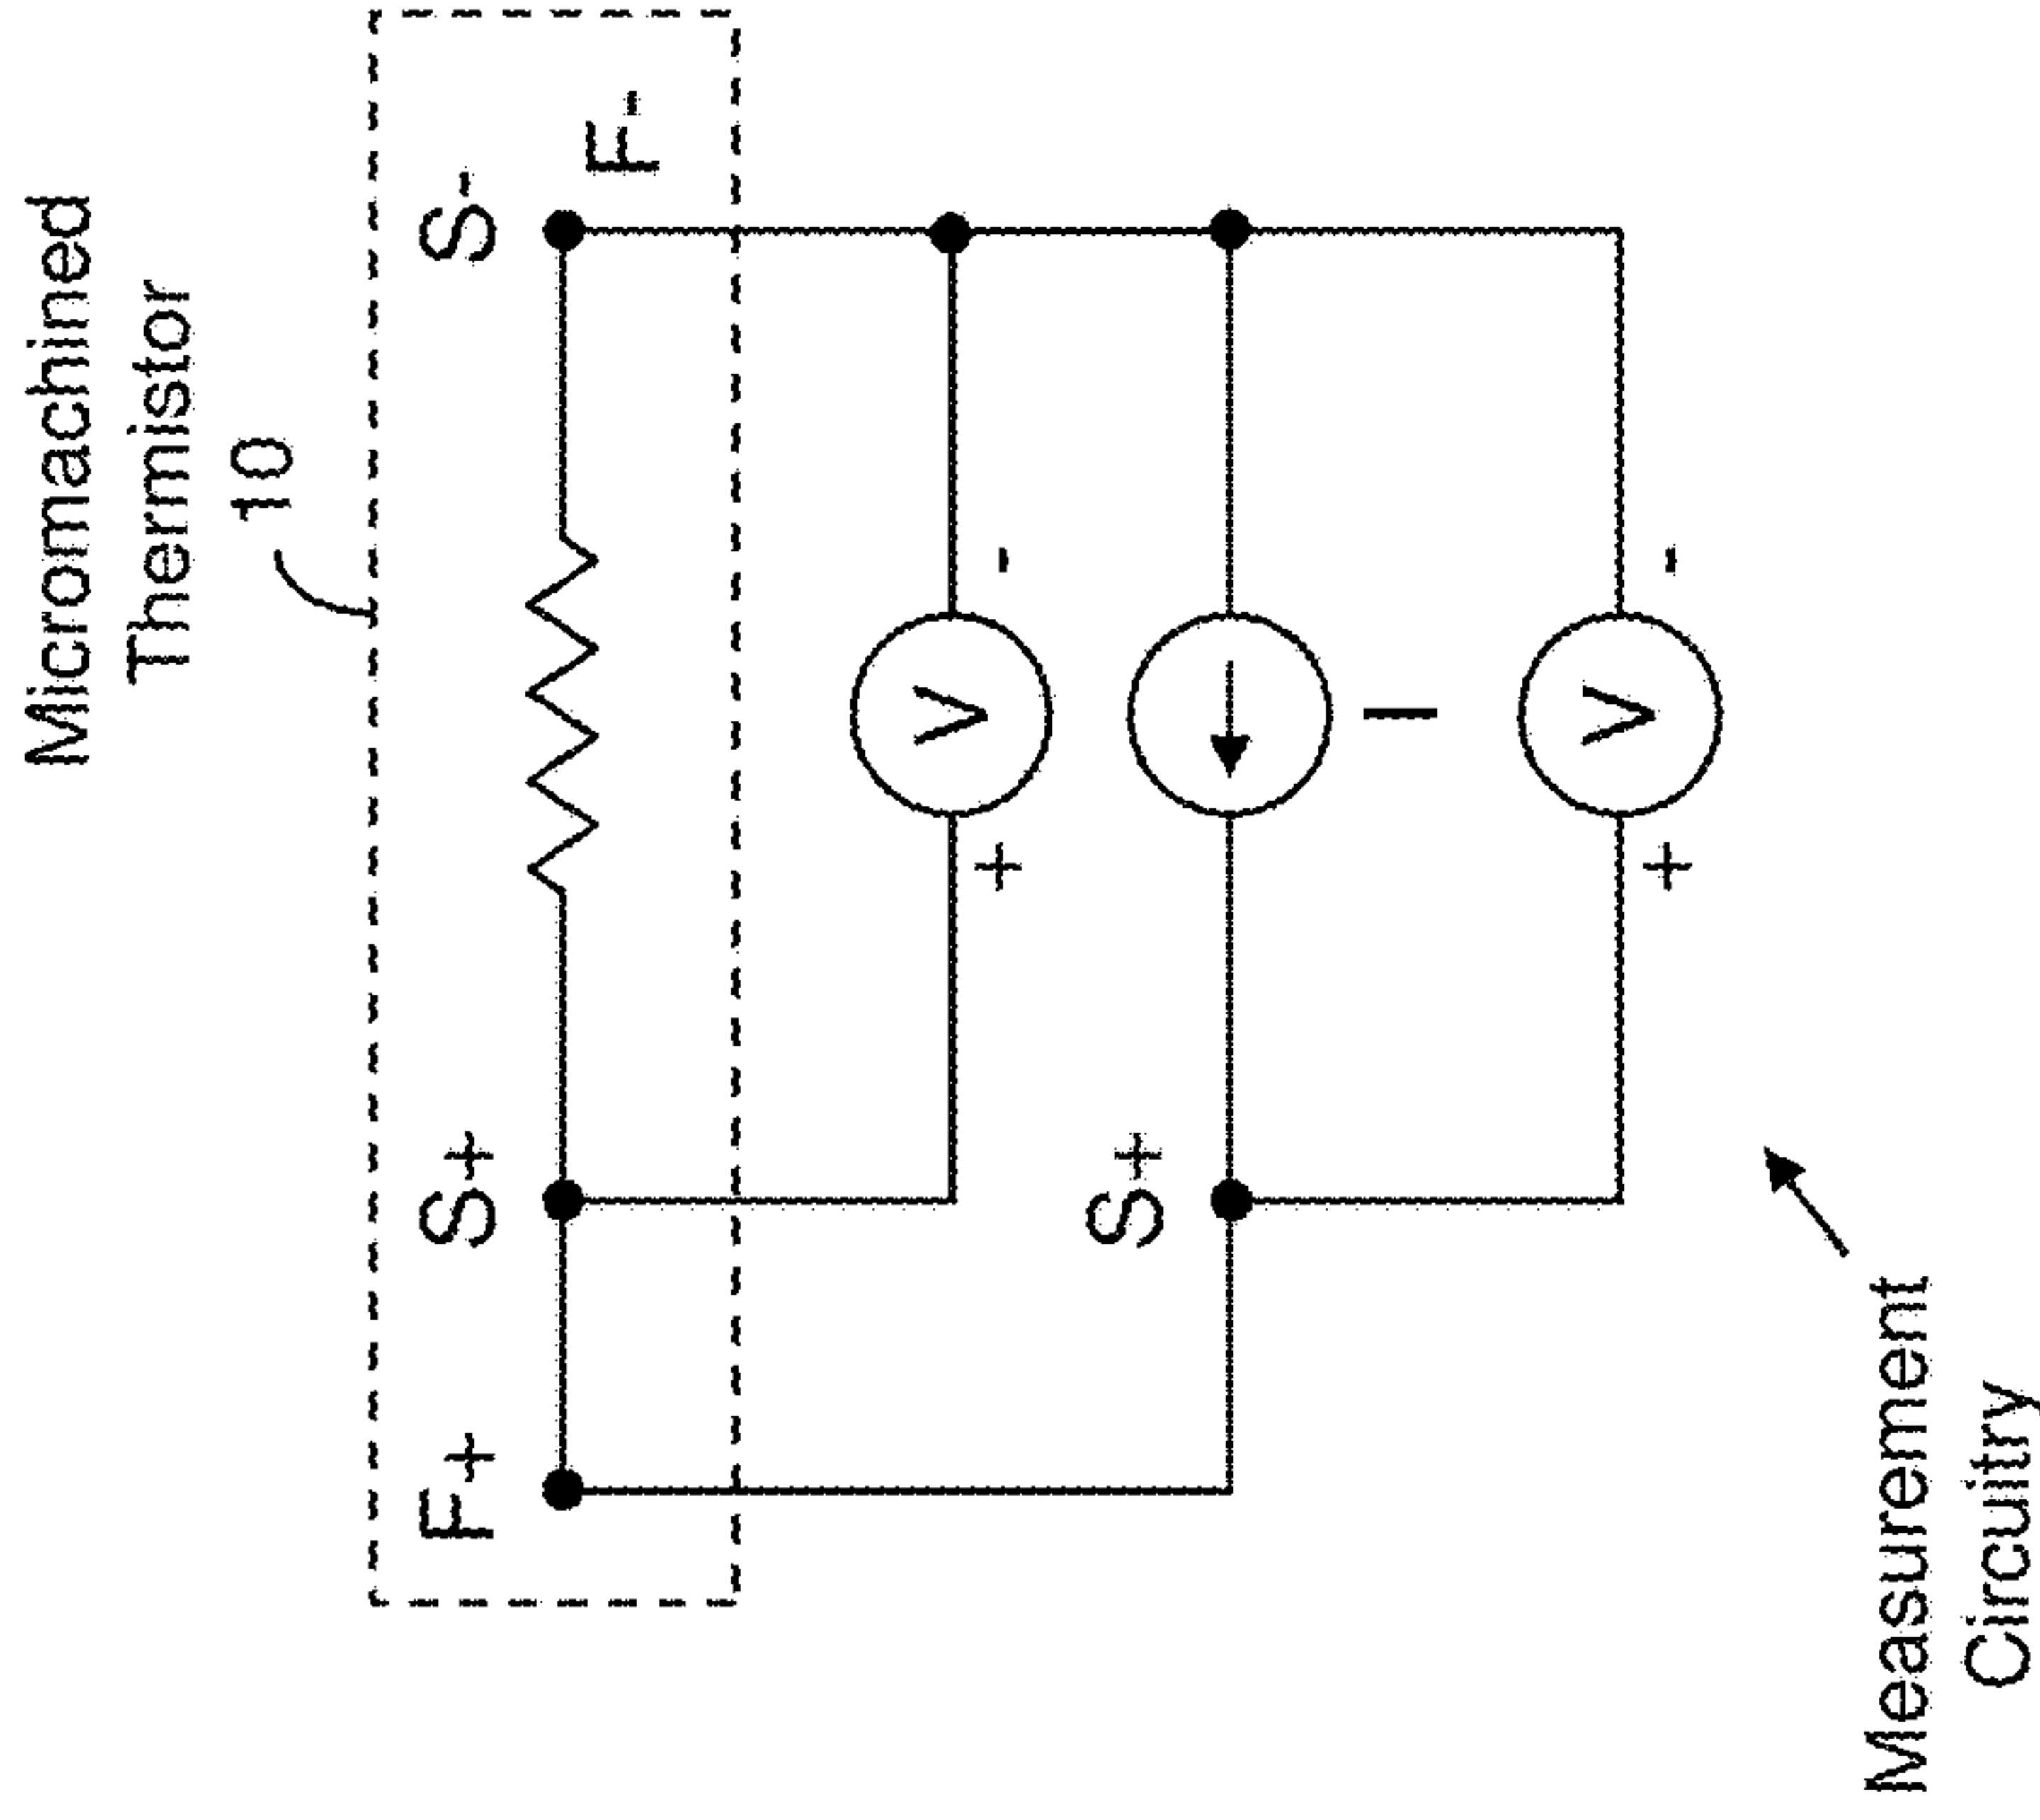 Micromachined
Thermistor
10
F+
S+
S-
F-
V
+
-
S+
I
V
+
-
Measurement
Circuitry